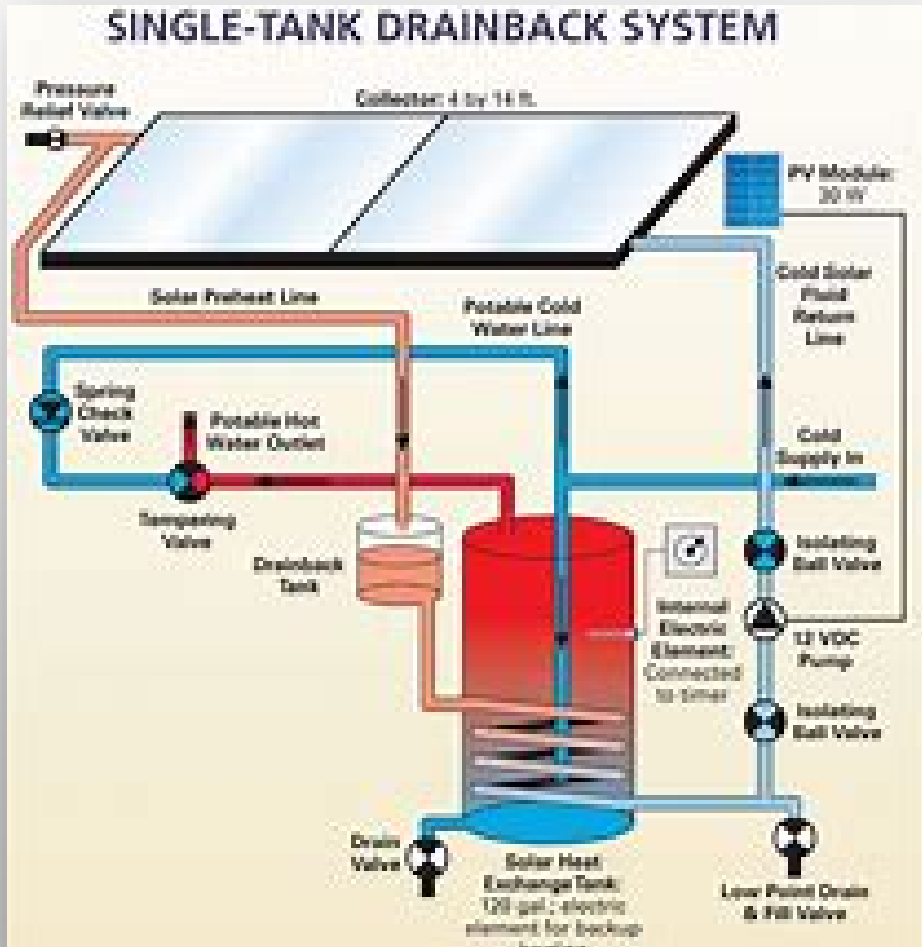 SINGLE-TANK DRAINBACK SYSTEM
Pressure
Relief Valve
Collector: 4 by 14 ft.
PV Module:
30 W
Cold Solar
Fluid
Return
Line
Solar Preheat Line
Potable Cold
Water Line
Spring
Check
Valve
Potable Hot
Water Outlet
Cold
Supply In
Tempering
Valve
Drainback
Tank
Isolating
Ball Valve
Internal
Electric
Element:
Connected
to timer
12 VDC
Pump
Isolating
Ball Valve
Drain
Valve
Solar Heat
Exchange Tank:
120 gal.; electric
element for backup
Low Point Drain
& Fill Valve